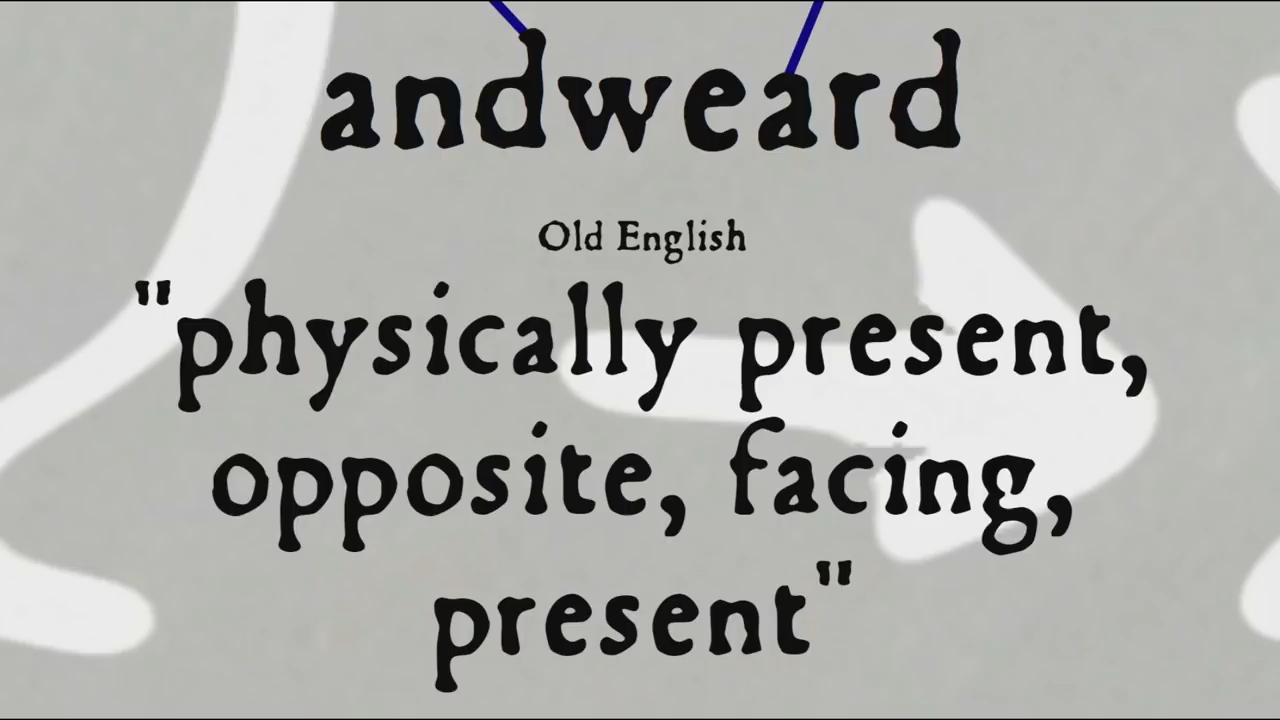 andweard
Old English
"physically present,
opposite, facing,
present"